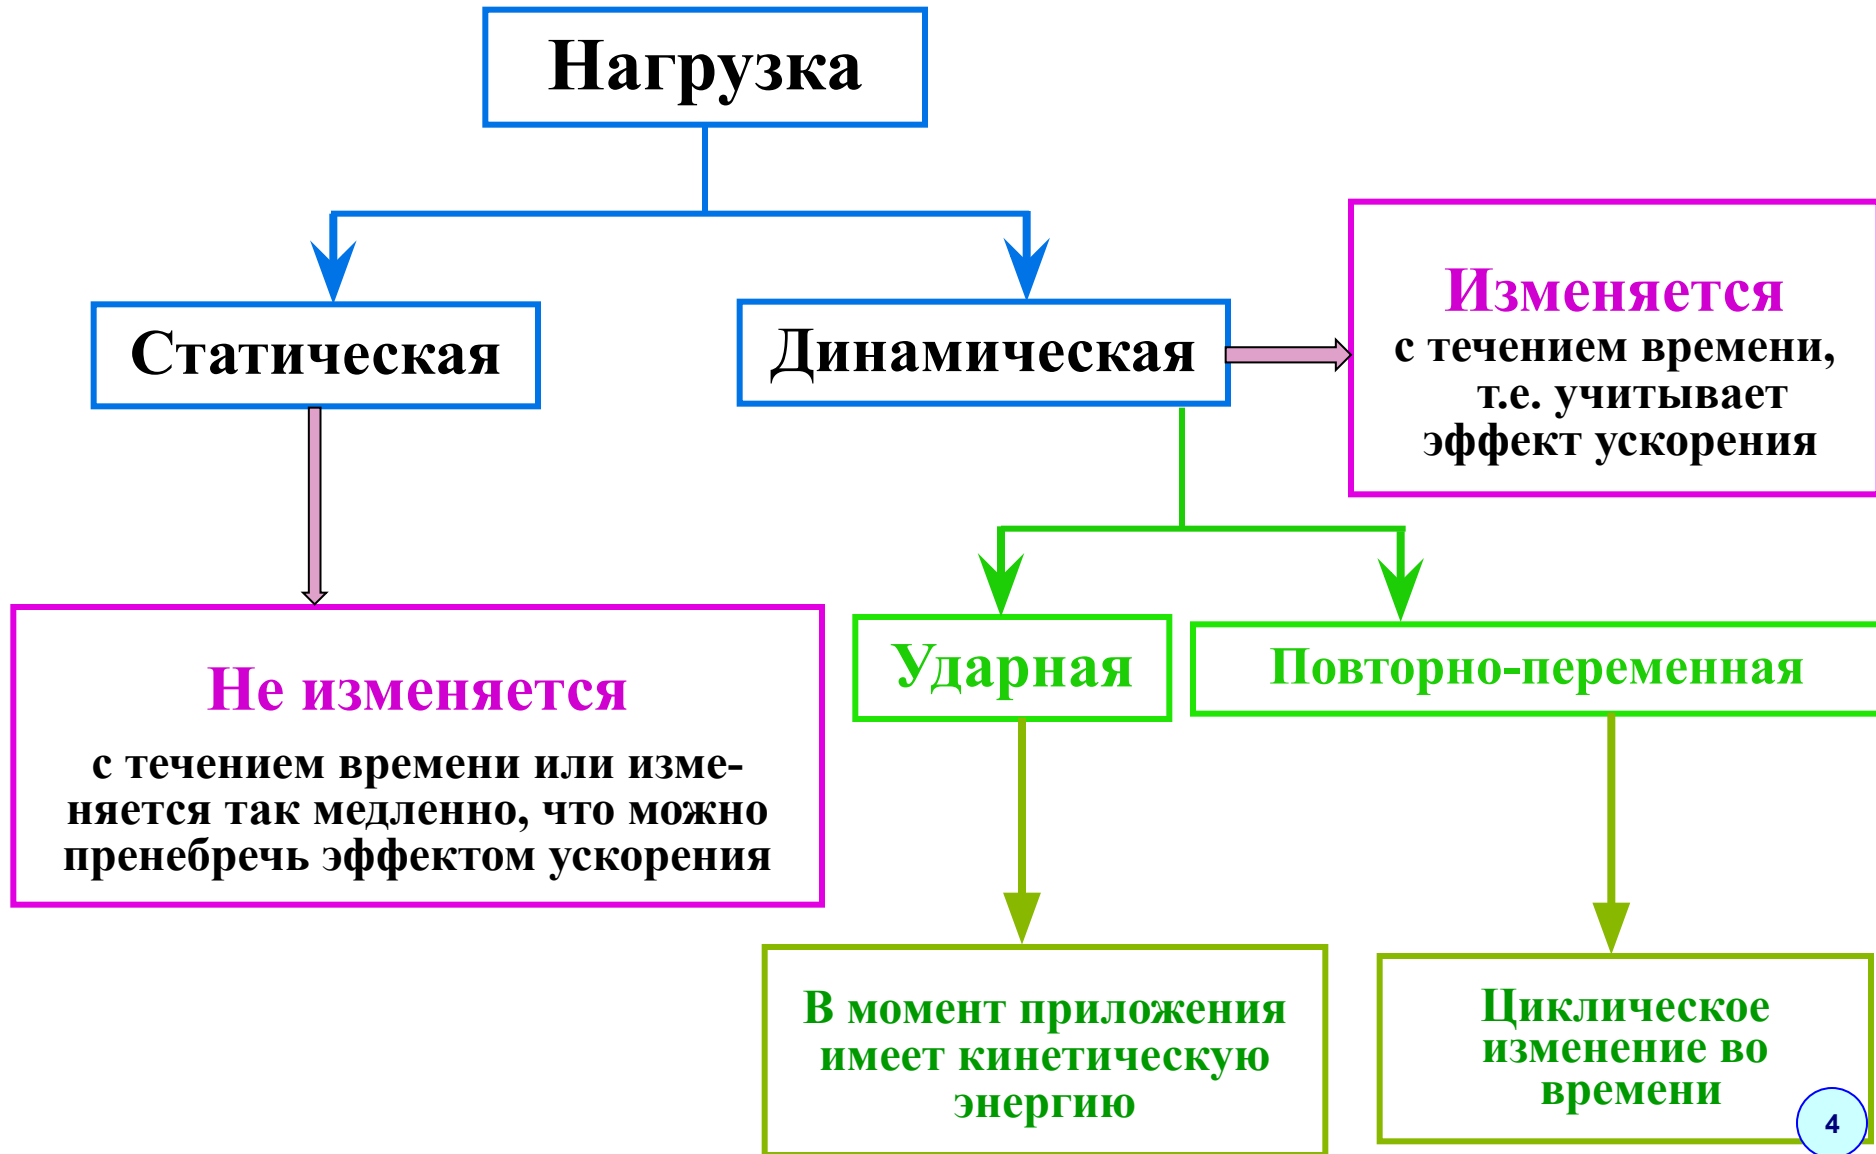 Нагрузка
Статическая
Динамическая
Изменяется
с течением времени,
т.е. учитывает
эффект ускорения
Не изменяется
с течением времени или изме-
няется так медленно, что можно
пренебречь эффектом ускорения
Ударная
Повторно-переменная
В момент приложения
имеет кинетическую
энергию
Циклическое
изменение во
времени
4